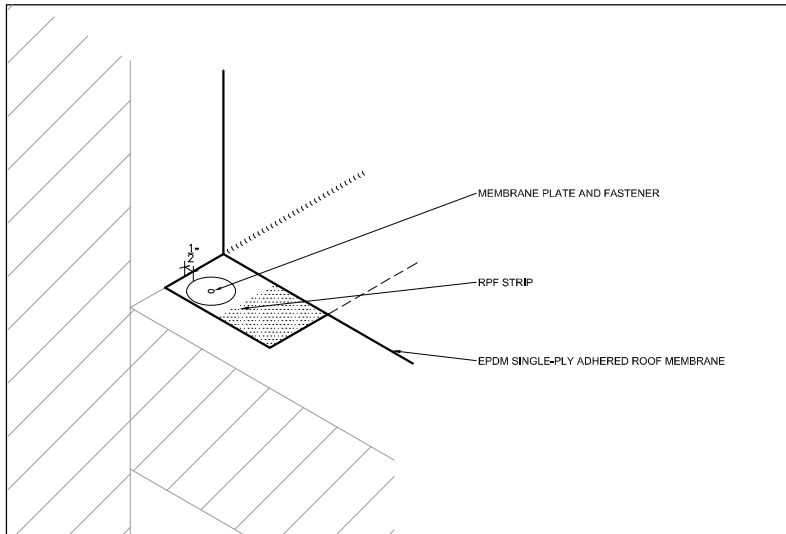 MEMBRANE PLATE AND FASTENER
1"
2
RPF STRIP
EPDM SINGLE-PLY ADHERED ROOF MEMBRANE